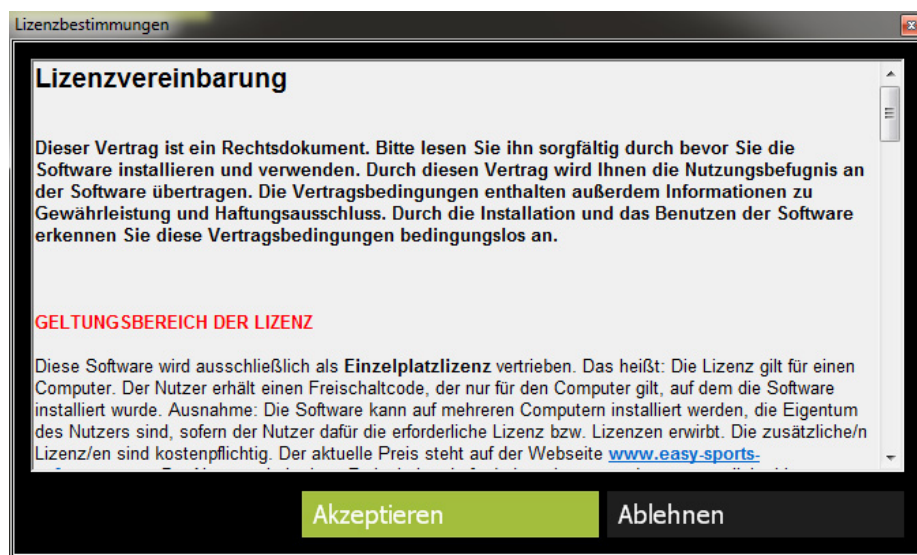 Lizenzbestimmungen
Lizenzvereinbarung
Dieser Vertrag ist ein Rechtsdokument. Bitte lesen Sie ihn sorgfältig durch bevor Sie die
Software installieren und verwenden. Durch diesen Vertrag wird Ihnen die Nutzungsbefugnis an
der Software übertragen. Die Vertragsbedingungen enthalten außerdem Informationen zu
Gewährleistung und Haftungsausschluss. Durch die Installation und das Benutzen der Software
erkennen Sie diese Vertragsbedingungen bedingungslos an.
GELTUNGSBEREICH DER LIZENZ
Diese Software wird ausschließlich als Einzelplatzlizenz vertrieben. Das heißt: Die Lizenz gilt für einen
Computer. Der Nutzer erhält einen Freischaltcode, der nur für den Computer gilt, auf dem die Software
installiert wurde. Ausnahme: Die Software kann auf mehreren Computern installiert werden, die Eigentum
des Nutzers sind, sofern der Nutzer dafür die erforderliche Lizenz bzw. Lizenzen erwirbt. Die zusätzliche/n
Lizenz/en sind kostenpflichtig. Der aktuelle Preis steht auf der Webseite www.easy-sports-
Akzeptieren Ablehnen